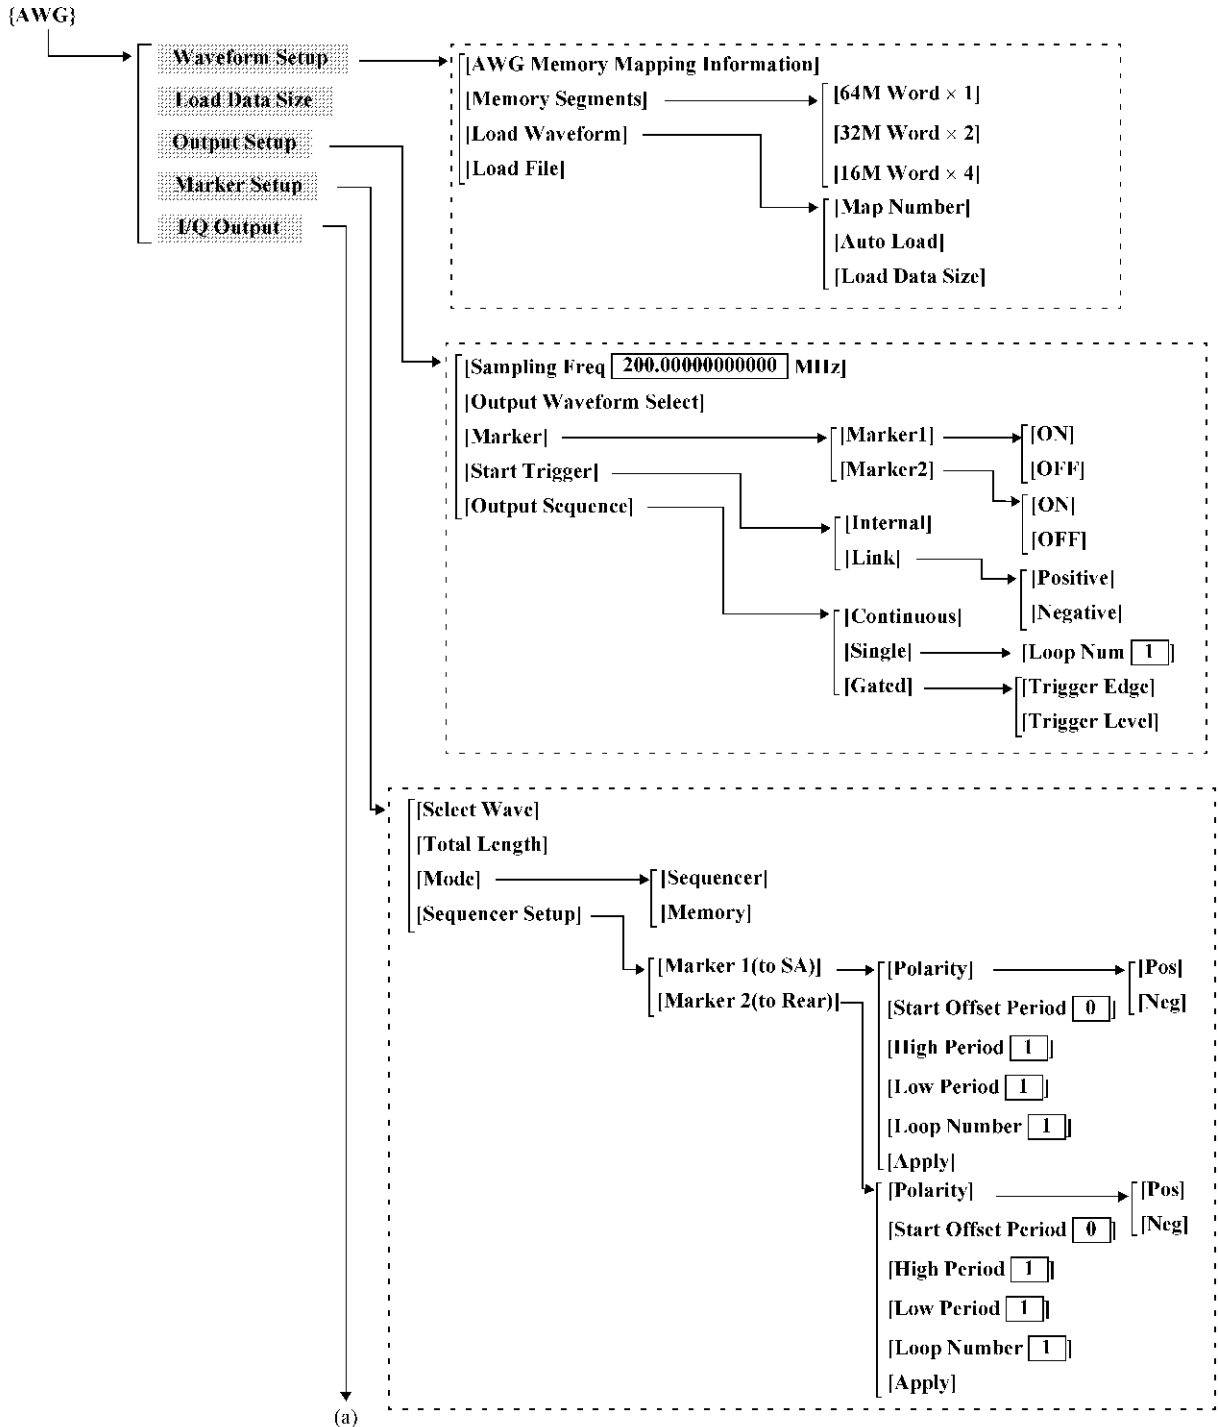 {AWG}
Waveform Setup
Load Data Size
Output Setup
Marker Setup
I/Q Output
[AWG Memory Mapping Information]
[Memory Segments]
[Load Waveform]
[Load File]
[64M Word × 1]
[32M Word × 2]
[16M Word × 4]
[Map Number]
[Auto Load]
[Load Data Size]
[Sampling Freq 200.00000000000 MHz]
[Output Waveform Select]
[Marker]
[Start Trigger]
[Output Sequence]
[Marker1]
[Marker2]
[ON]
[OFF]
[ON]
[OFF]
[Internal]
[Link]
[Positive]
[Negative]
[Continuous]
[Single]
[Gated]
[Loop Num 1 ]
[Trigger Edge]
[Trigger Level]
[Select Wave]
[Total Length]
[Mode]
[Sequencer Setup]
[Sequencer]
[Memory]
[Marker 1(to SA)]
[Marker 2(to Rear)]
[Polarity]
[Start Offset Period 0 ]
[High Period 1 ]
[Low Period 1 ]
[Loop Number 1 ]
[Apply]
[Pos]
[Neg]
[Polarity]
[Start Offset Period 0 ]
[High Period 1 ]
[Low Period 1 ]
[Loop Number 1 ]
[Apply]
[Pos]
[Neg]
(a)